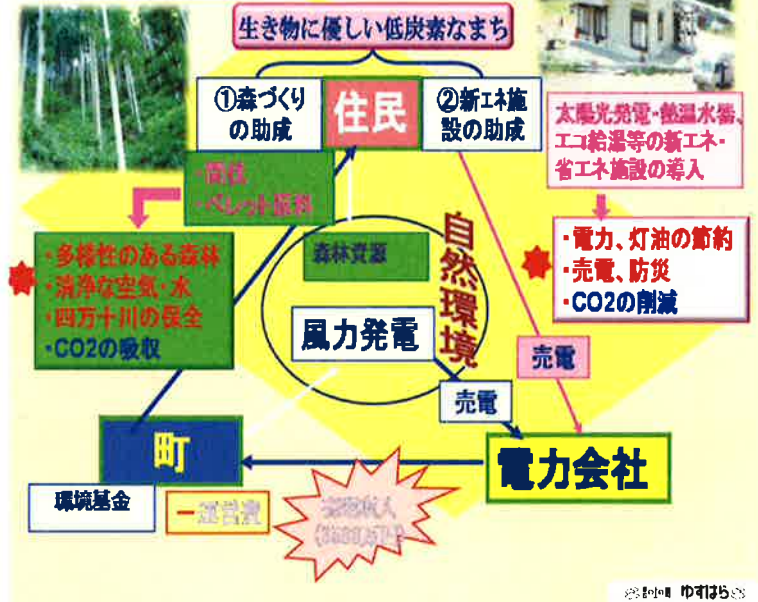 生き物に優しい低炭素なまち
①森づくり
の助成
住民
②新エネ施
設の助成
太陽光発電・熱温水器、
エコ給湯等の新エネ・
省エネ施設の導入
・間伐
・ペレット原料
・多様性のある森林
・清浄な空気・水
・四万十川の保全
・CO2の吸収
森林資源
自然環境
・電力、灯油の節約
・売電、防災
・CO2の削減
風力発電
売電
売電
町
電力会社
環境基金
ー運営費
ゆすはら